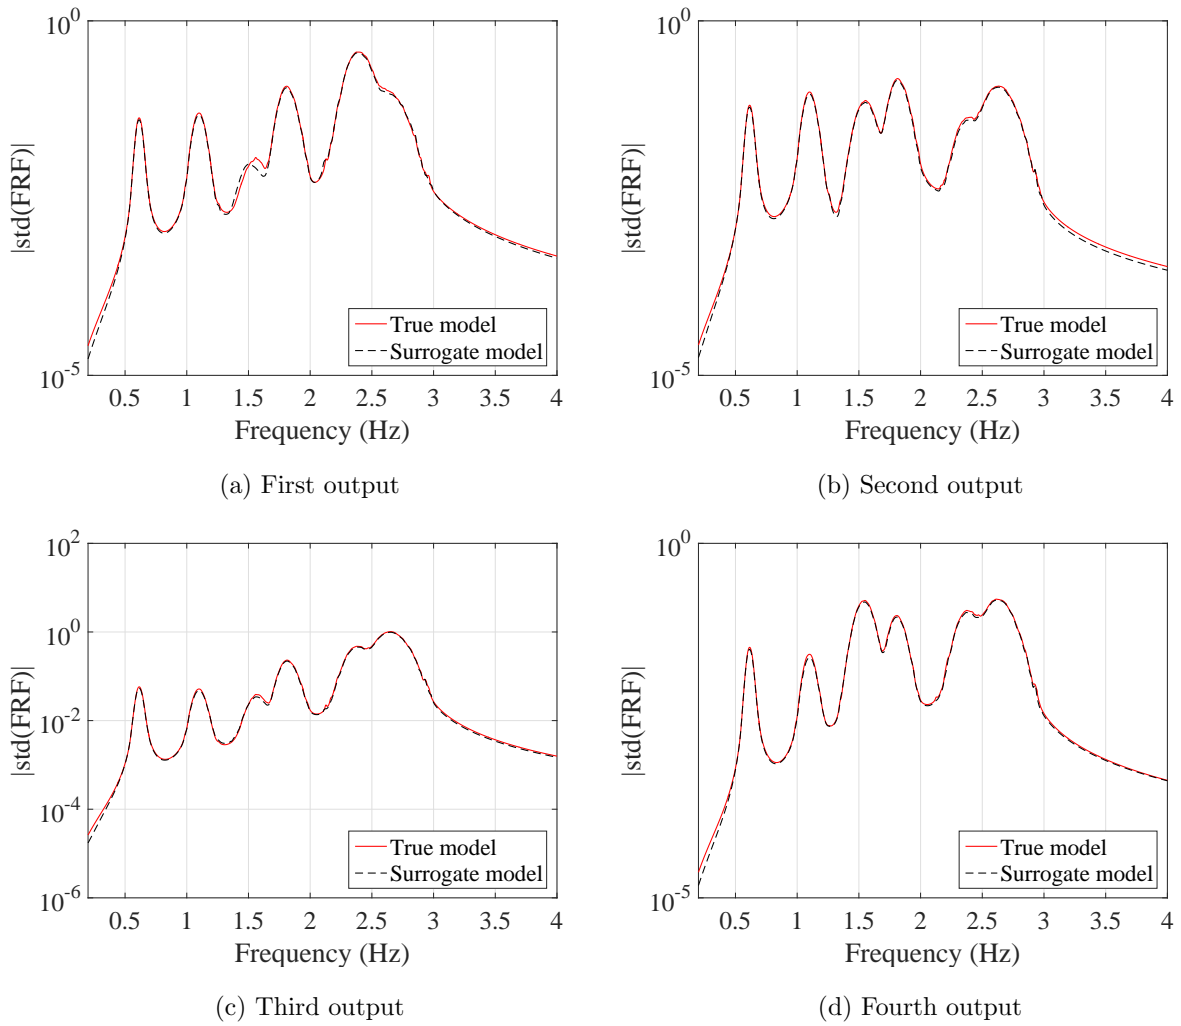 10^0
|std(FRF)|
True model
Surrogate model
10^-5
0.5 1 1.5 2 2.5 3 3.5 4
Frequency (Hz)
(a) First output
10^0
|std(FRF)|
True model
Surrogate model
10^-5
0.5 1 1.5 2 2.5 3 3.5 4
Frequency (Hz)
(b) Second output
10^2
10^0
|std(FRF)|
10^-2
10^-4
True model
Surrogate model
10^-6
0.5 1 1.5 2 2.5 3 3.5 4
Frequency (Hz)
(c) Third output
10^0
|std(FRF)|
True model
Surrogate model
10^-5
0.5 1 1.5 2 2.5 3 3.5 4
Frequency (Hz)
(d) Fourth output